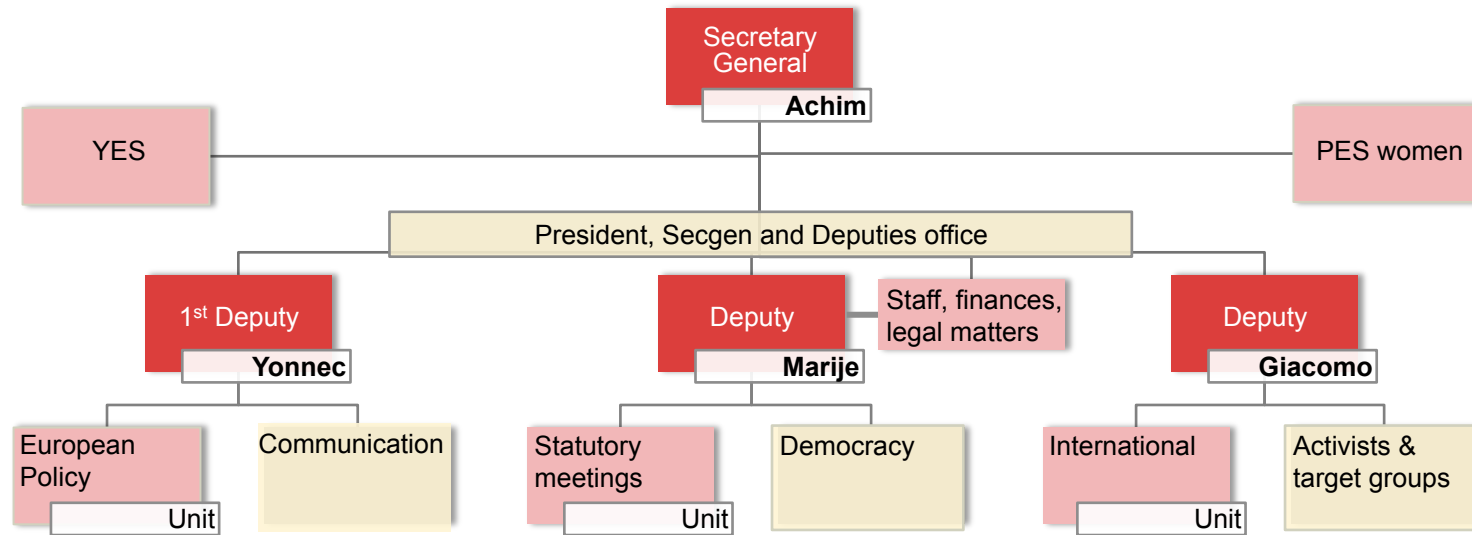 Secretary
General
Achim
YES
PES women
President, Secgen and Deputies office
1st Deputy
Yonnec
Deputy
Marije
Staff, finances,
legal matters
Deputy
Giacomo
European
Policy
Unit
Communication
Statutory
meetings
Unit
Democracy
International
Unit
Activists &
target groups